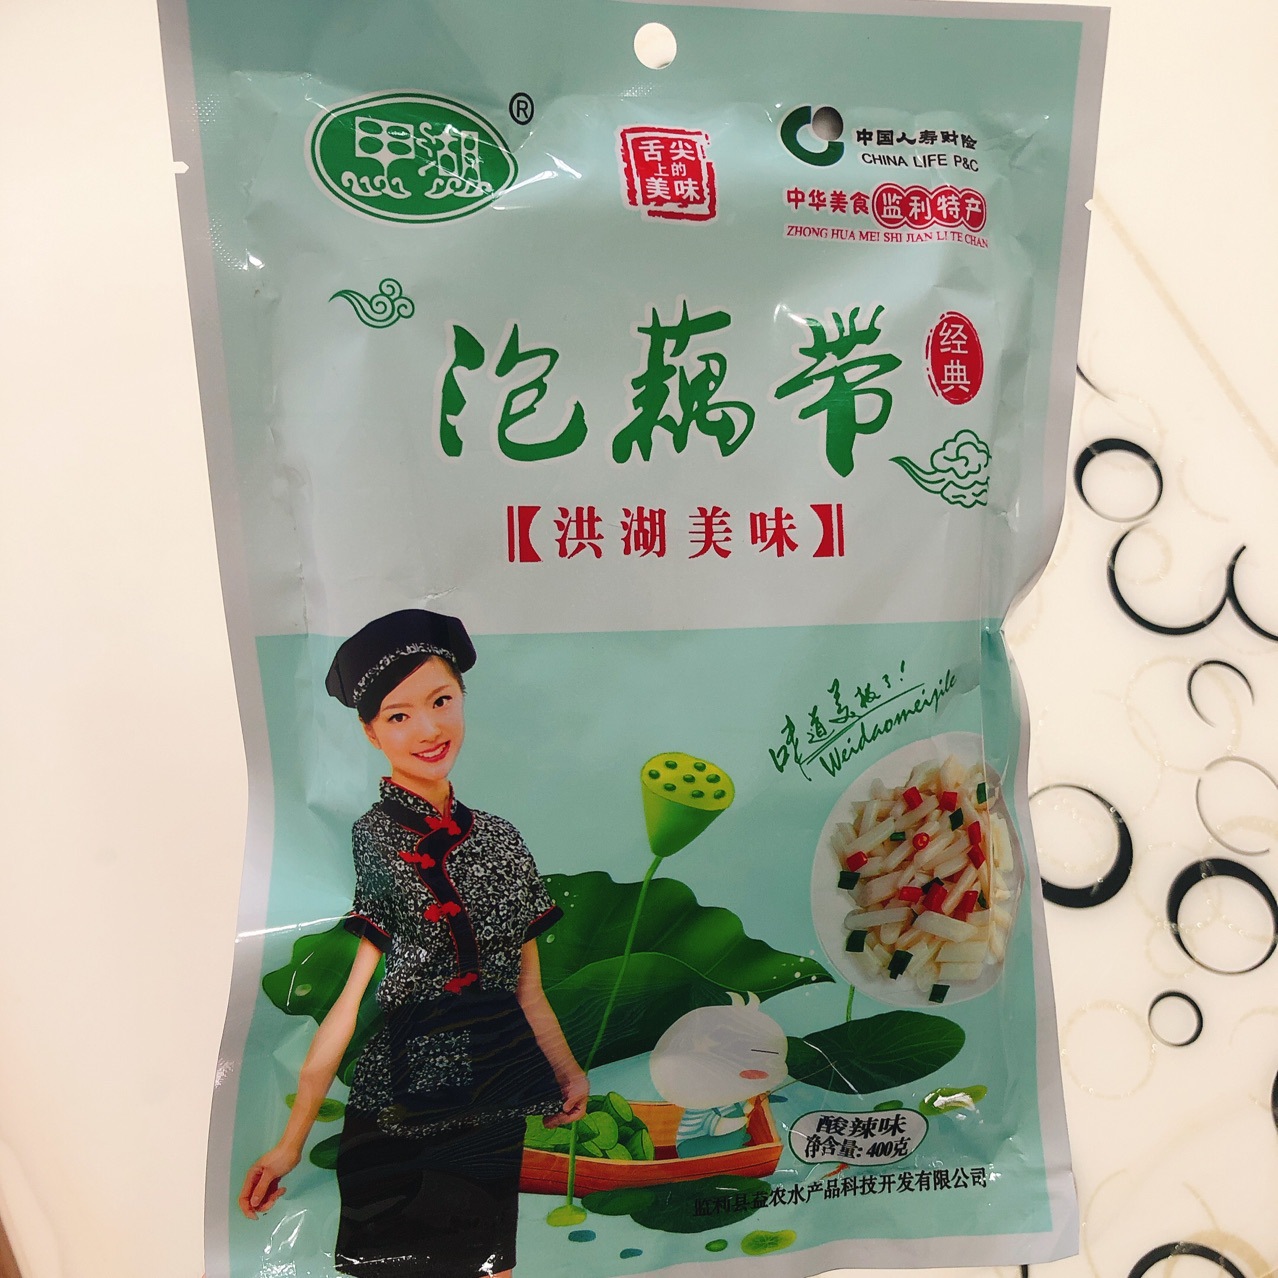 ®
舌尖
上的
美味
中国人寿财险
CHINA LIFE P&C
中华美食 监利特产
ZHONG HUA MEI SHI JIAN LI TE CHAN
泡藕带
经典
【洪湖美味】
味道美极了!
Weidaomeijile
酸辣味
净含量:400克
监利县益农水产品科技开发有限公司